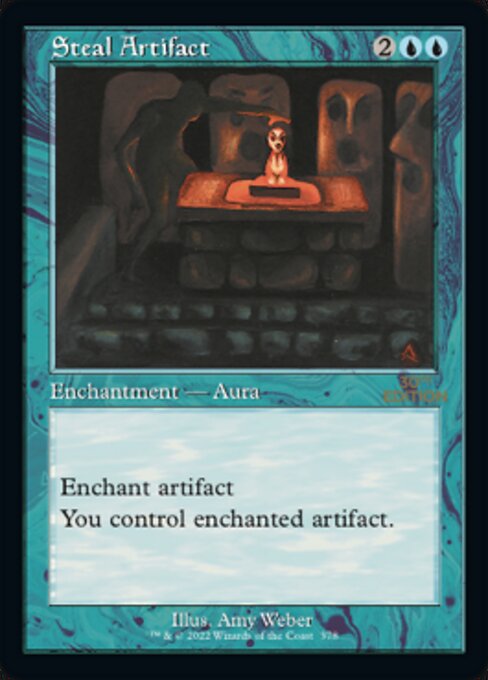 Steal Artifact 2
30TH EDITION
Enchantment — Aura
Enchant artifact
You control enchanted artifact.
Illus. Amy Weber
™ & © 2022 Wizards of the Coast 378